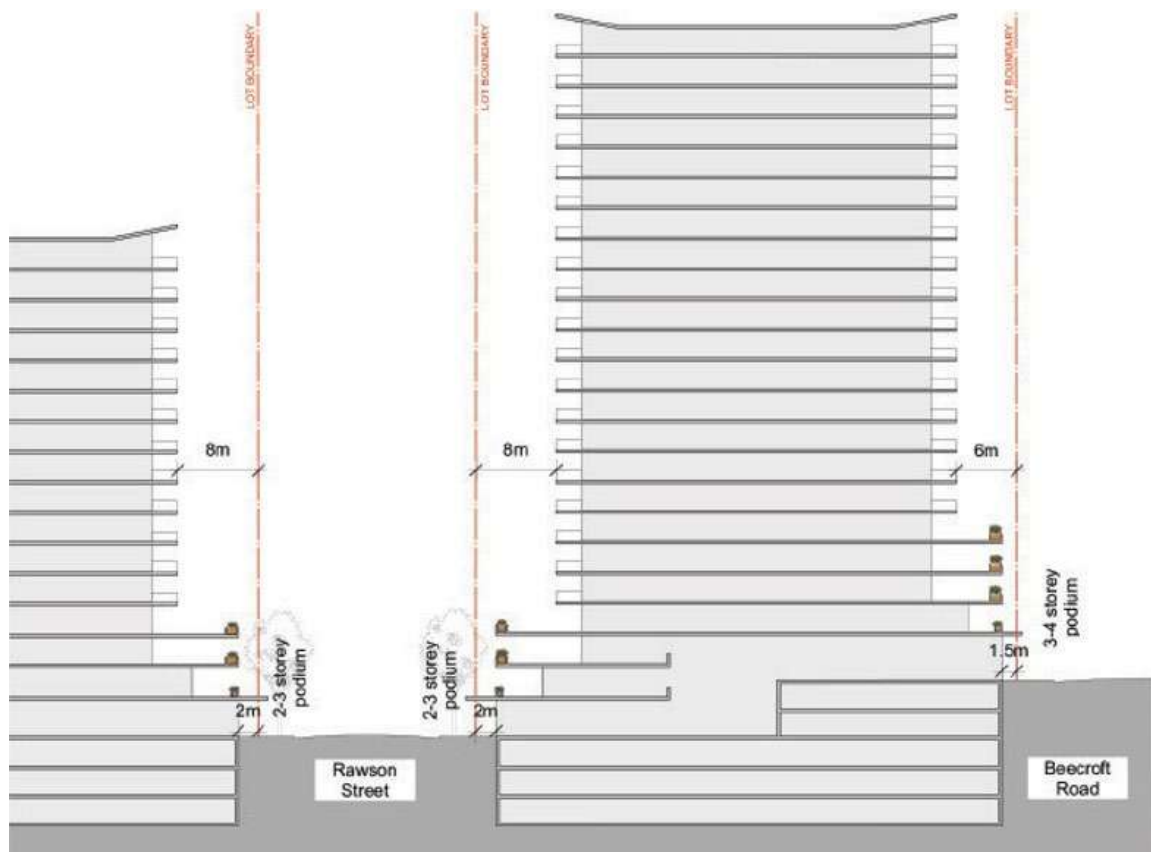 LOT BOUNDARY
LOT BOUNDARY
LOT BOUNDARY
8m
8m
6m
2-3 storey
podium
2m
2-3 storey
podium
2m
3-4 storey
podium
1.5m
Rawson
Street
Beecroft
Road